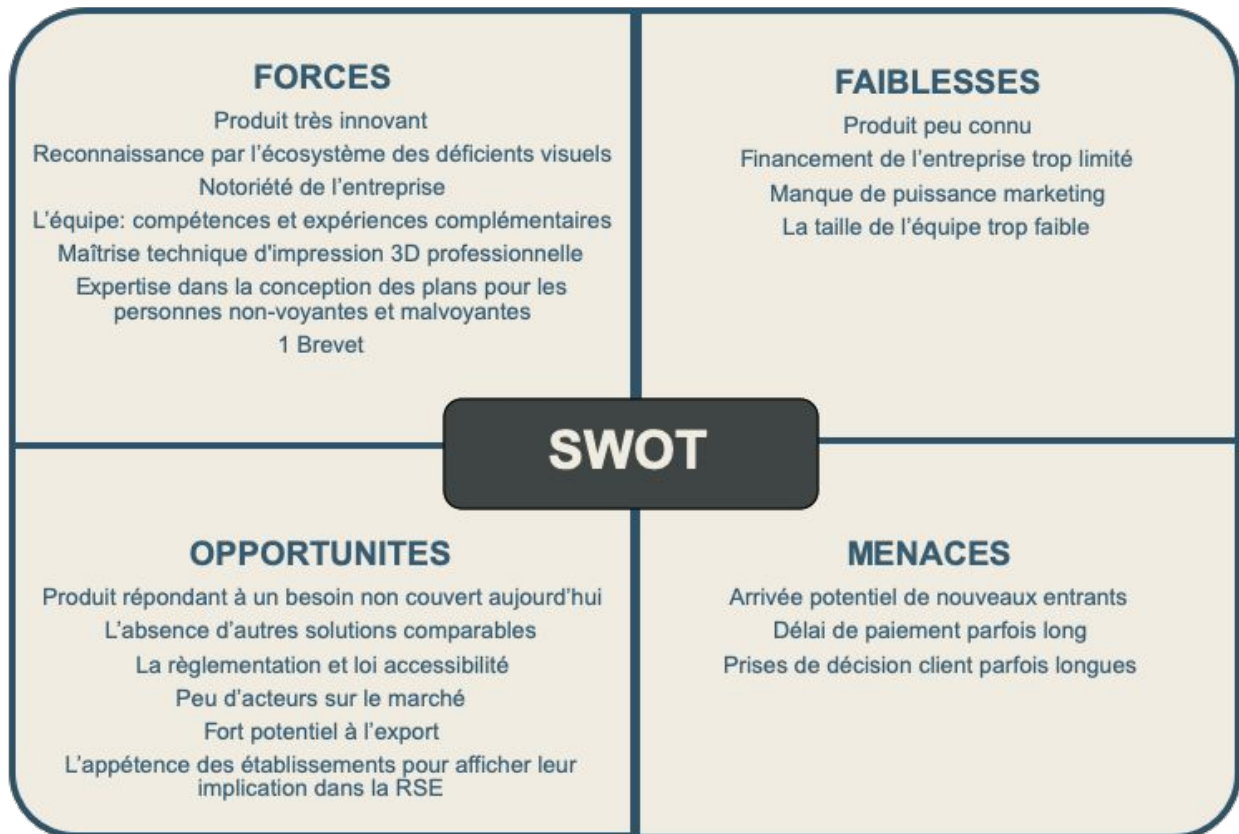 FORCES
Produit très innovant
Reconnaissance par l'écosystème des déficients visuels
Notoriété de l'entreprise
L'équipe: compétences et expériences complémentaires
Maîtrise technique d'impression 3D professionnelle
Expertise dans la conception des plans pour les
personnes non-voyantes et malvoyantes
1 Brevet
FAIBLESSES
Produit peu connu
Financement de l'entreprise trop limité
Manque de puissance marketing
La taille de l'équipe trop faible
SWOT
OPPORTUNITES
Produit répondant à un besoin non couvert aujourd'hui
L'absence d'autres solutions comparables
La règlementation et loi accessibilité
Peu d'acteurs sur le marché
Fort potentiel à l'export
L'appétence des établissements pour afficher leur
implication dans la RSE
MENACES
Arrivée potentiel de nouveaux entrants
Délai de paiement parfois long
Prises de décision client parfois longues